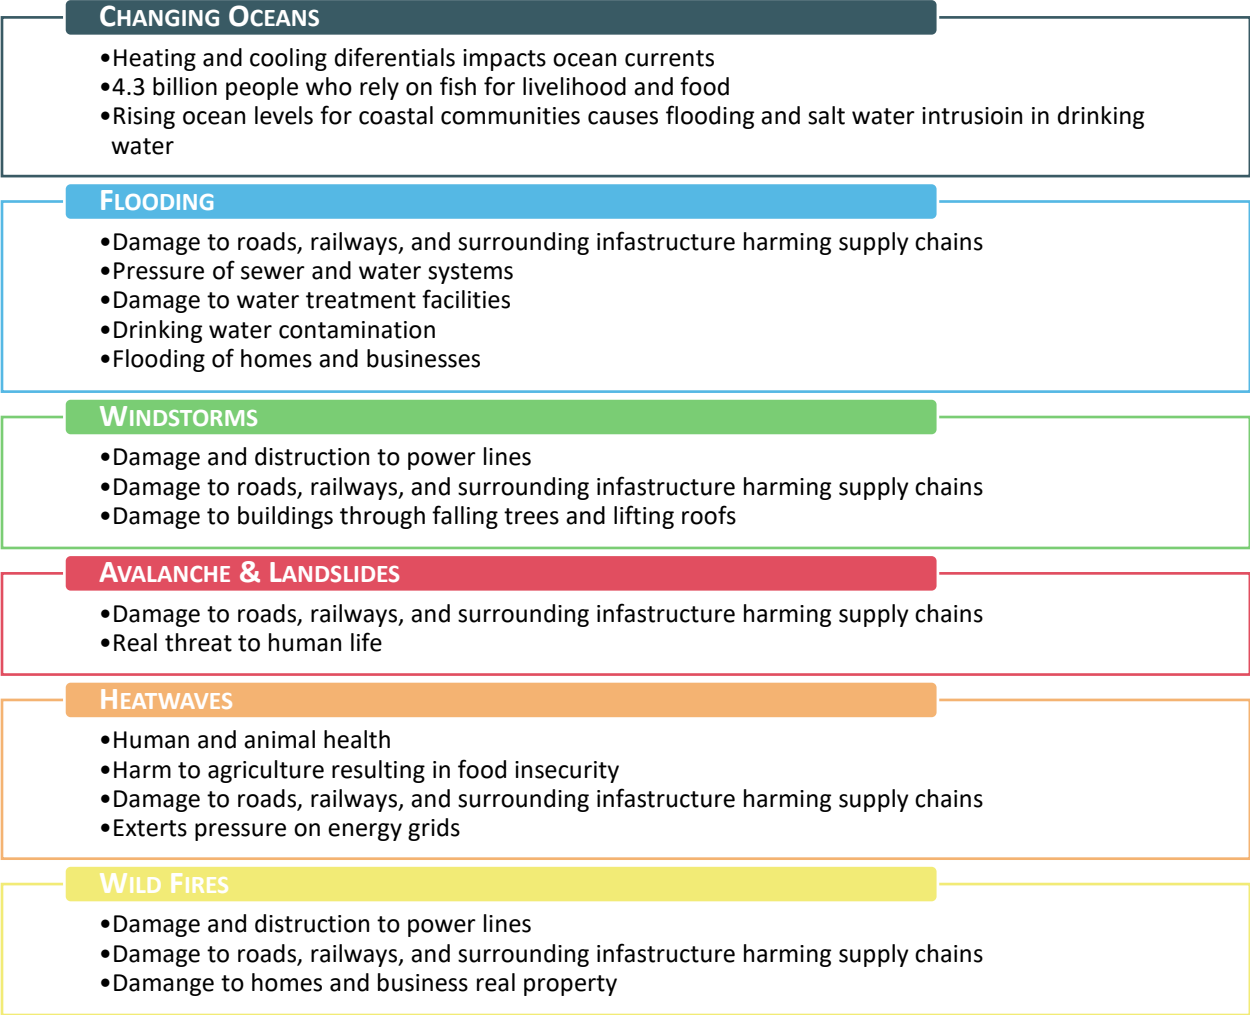 CHANGING OCEANS
•Heating and cooling diferentials impacts ocean currents
•4.3 billion people who rely on fish for livelihood and food
•Rising ocean levels for coastal communities causes flooding and salt water intrusioin in drinking
water
FLOODING
•Damage to roads, railways, and surrounding infastructure harming supply chains
•Pressure of sewer and water systems
•Damage to water treatment facilities
•Drinking water contamination
•Flooding of homes and businesses
WINDSTORMS
•Damage and distruction to power lines
•Damage to roads, railways, and surrounding infastructure harming supply chains
•Damage to buildings through falling trees and lifting roofs
AVALANCHE & LANDSLIDES
•Damage to roads, railways, and surrounding infastructure harming supply chains
•Real threat to human life
HEATWAVES
•Human and animal health
•Harm to agriculture resulting in food insecurity
•Damage to roads, railways, and surrounding infastructure harming supply chains
•Exterts pressure on energy grids
WILD FIRES
•Damage and distruction to power lines
•Damage to roads, railways, and surrounding infastructure harming supply chains
•Damange to homes and business real property